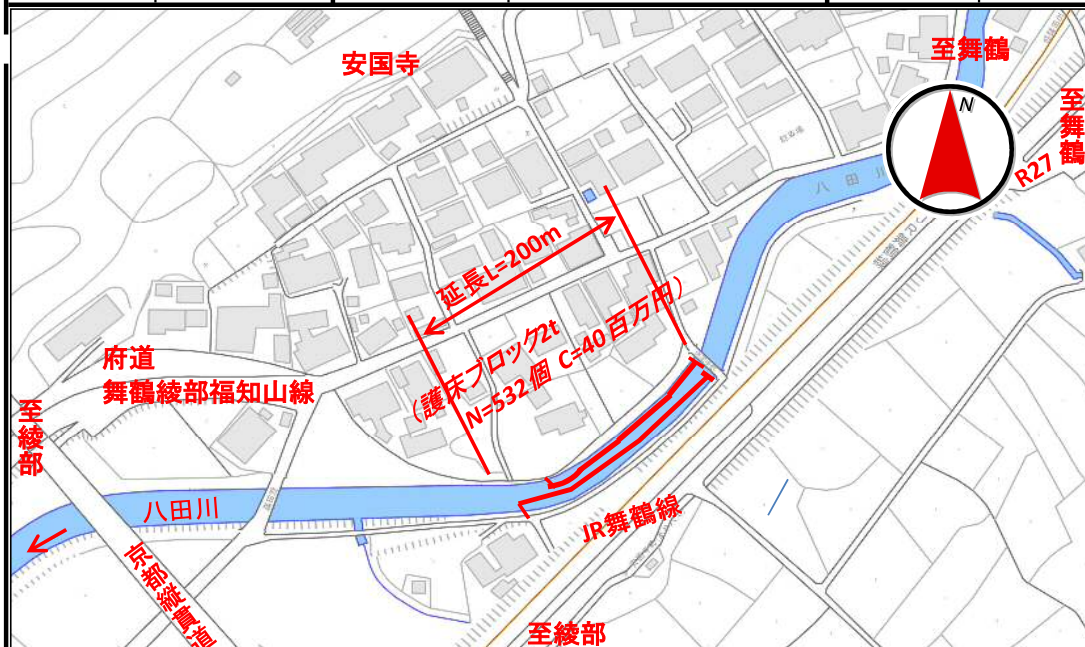 安国寺
至舞鶴
至舞鶴
N
R27
八田川
延長L=200m
(護床ブロック2t
N=532個 C=40百万円)
府道
舞鶴綾部福知山線
至綾部
八田川
JR舞鶴線
京都縦貫道
至綾部